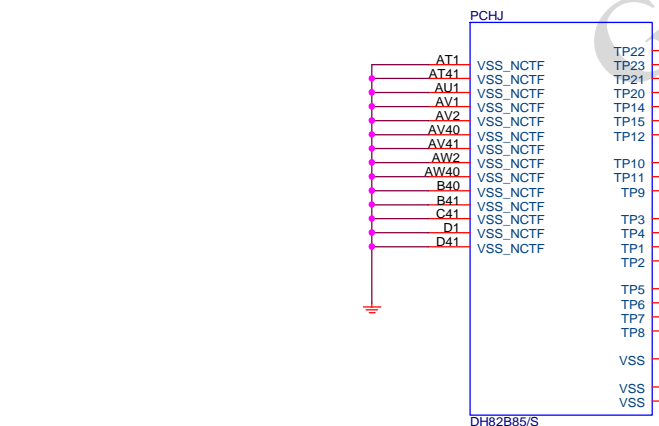 PCHJ
AT1 VSS_NCTF
AT41 VSS_NCTF
AU1 VSS_NCTF
AV1 VSS_NCTF
AV2 VSS_NCTF
AV40 VSS_NCTF
AV41 VSS_NCTF
AW2 VSS_NCTF
AW40 VSS_NCTF
B40 VSS_NCTF
B41 VSS_NCTF
C41 VSS_NCTF
D1 VSS_NCTF
D41 VSS_NCTF
TP22
TP23
TP21
TP20
TP14
TP15
TP12
TP10
TP11
TP9
TP3
TP4
TP1
TP2
TP5
TP6
TP7
TP8
VSS
VSS
VSS
DH82B85/S